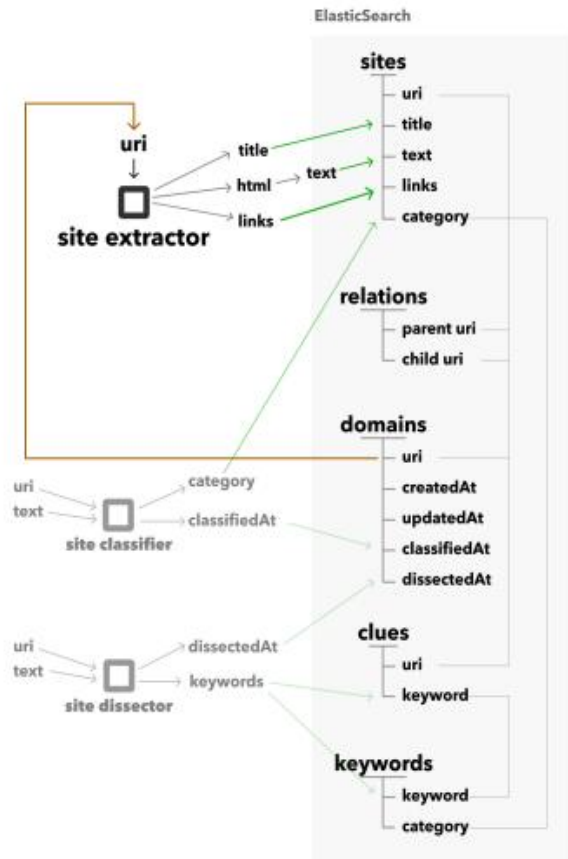 ElasticSearch
sites
uri
title
text
links
category
uri
title
html
text
links
site extractor
relations
parent uri
child uri
domains
uri
createdAt
updatedAt
classifiedAt
dissectedAt
uri
text
category
classifiedAt
site classifier
clues
uri
keyword
uri
text
dissectedAt
keywords
site dissector
keywords
keyword
category